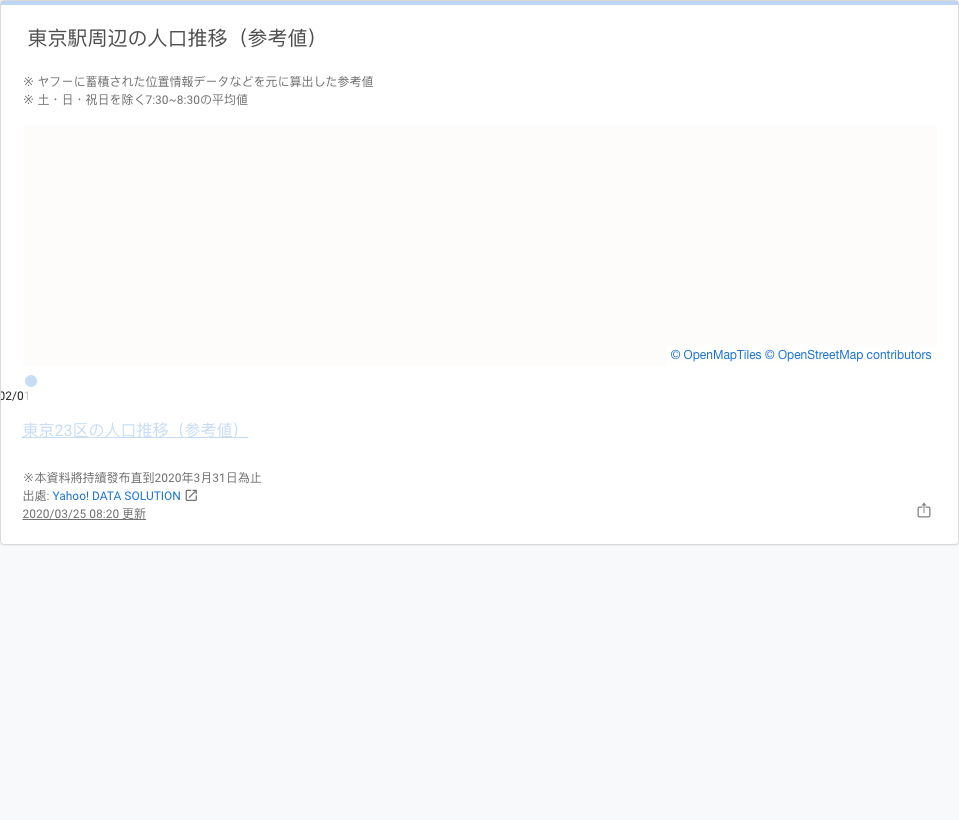 東京駅周辺の人口推移（参考値）
※ ヤフーに蓄積された位置情報データなどを元に算出した参考値
※ 土・日・祝日を除く7:30~8:30の平均値
© OpenMapTiles © OpenStreetMap contributors
02/01
東京23区の人口推移（参考値）
※本資料將持續發布直到2020年3月31日為止
出處: Yahoo! DATA SOLUTION
2020/03/25 08:20 更新